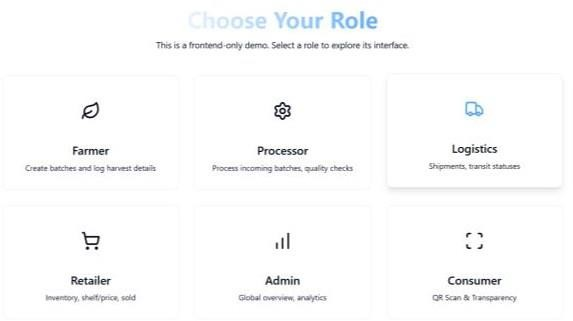 Choose Your Role
This is a frontend-only demo. Select a role to explore its interface.
Farmer
Create batches and log harvest details
Processor
Process incoming batches, quality checks
Logistics
Shipments, transit statuses
Retailer
Inventory, shelf/price, sold
Admin
Global overview, analytics
Consumer
QR Scan & Transparency